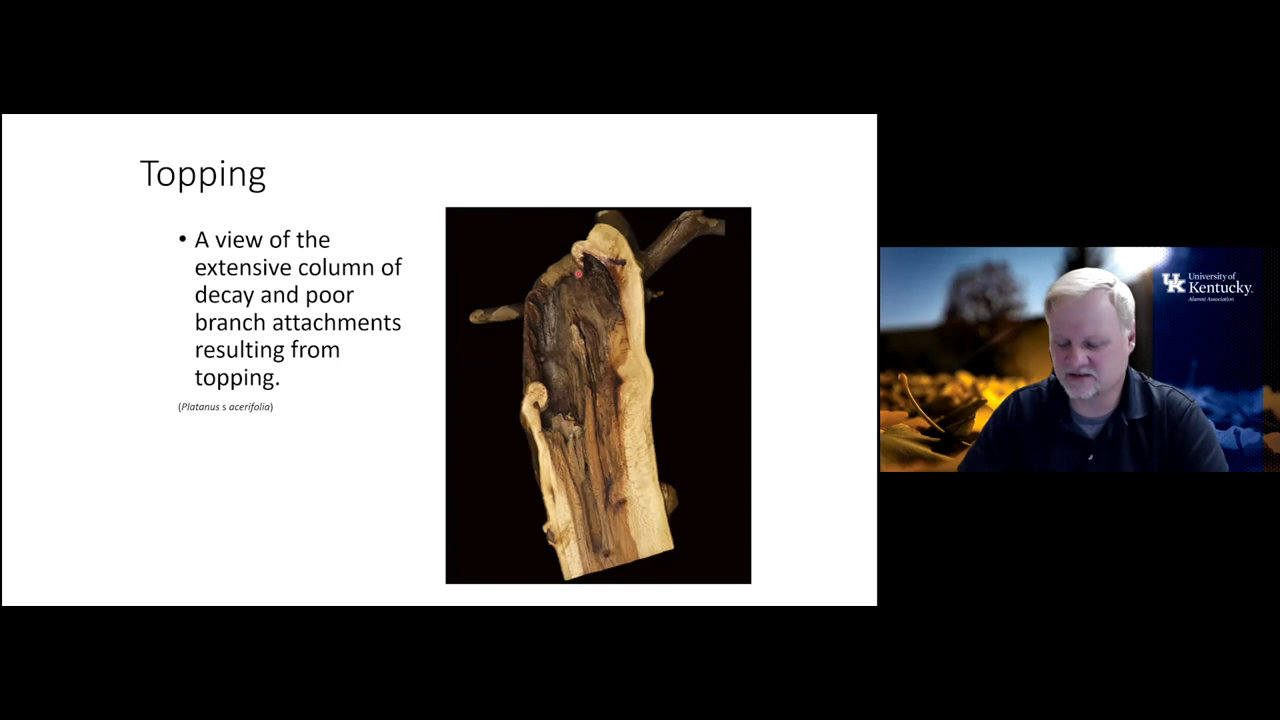 Topping
• A view of the
extensive column of
decay and poor
branch attachments
resulting from
topping.
(Platanus s acerifolia)
UK University of
Kentucky.
Alumni Association